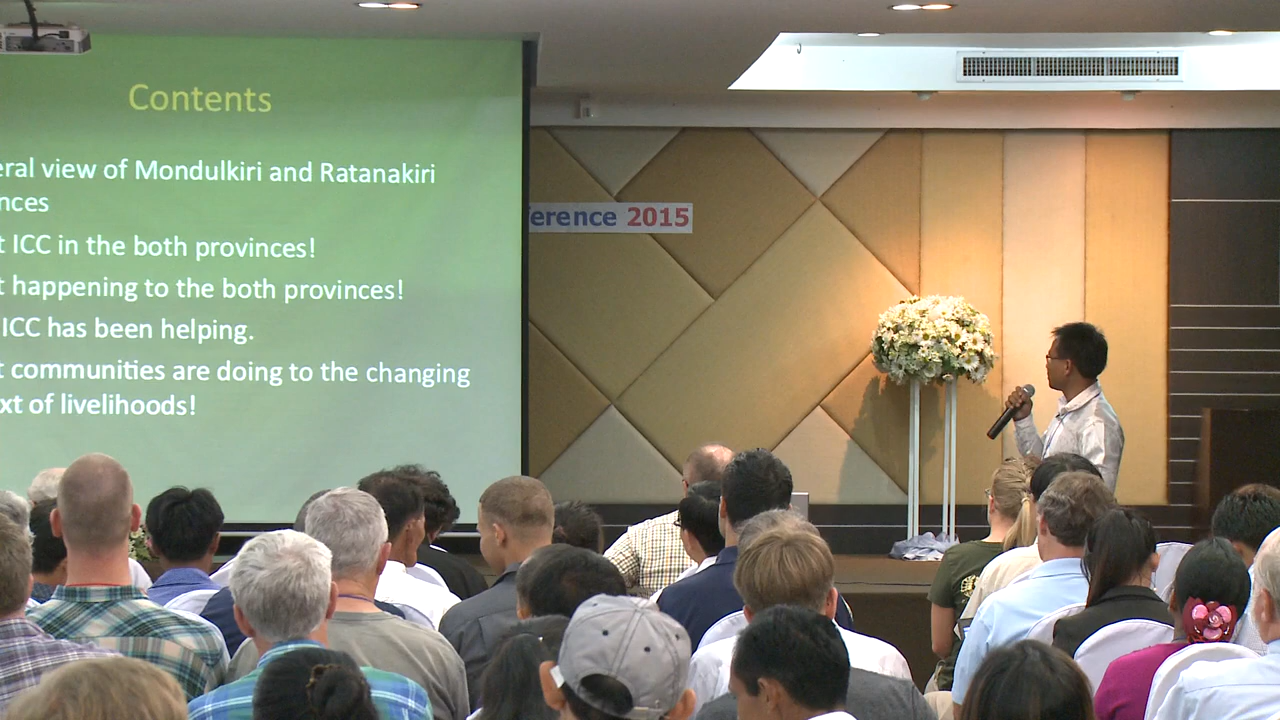 Contents
eral view of Mondulkiri and Ratanakiri
nces
t ICC in the both provinces!
t happening to the both provinces!
ICC has been helping.
t communities are doing to the changing
xt of livelihoods!
ference 2015